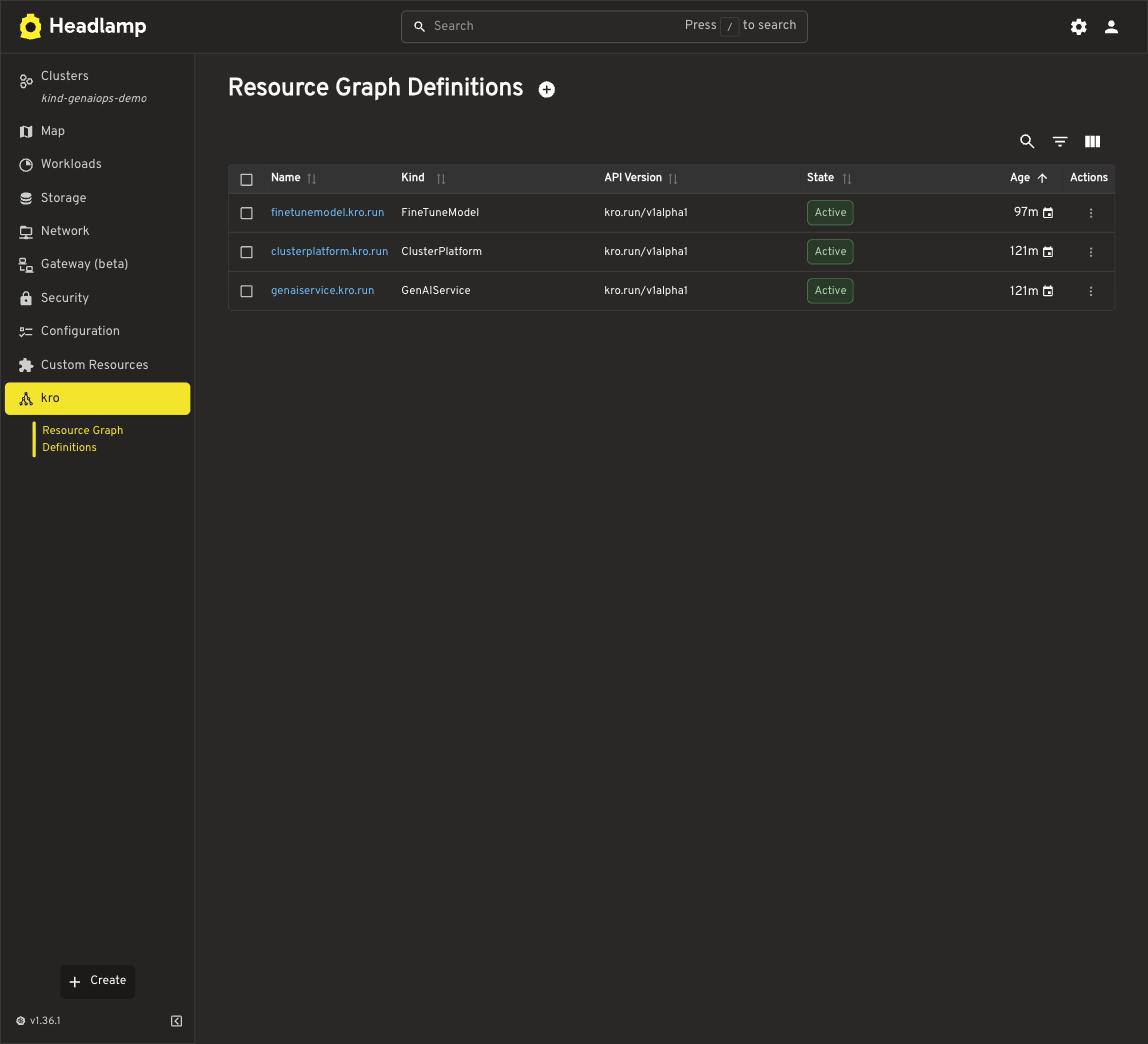 Headlamp
Search Press / to search
Clusters
kind-genaiops-demo
Map
Workloads
Storage
Network
Gateway (beta)
Security
Configuration
Custom Resources
kro
Resource Graph
Definitions
Create
v1.36.1
Resource Graph Definitions
Name Kind API Version State Age Actions
finetunemodel.kro.run FineTuneModel kro.run/v1alpha1 Active 97m
clusterplatform.kro.run ClusterPlatform kro.run/v1alpha1 Active 121m
genaiservice.kro.run GenAIService kro.run/v1alpha1 Active 121m